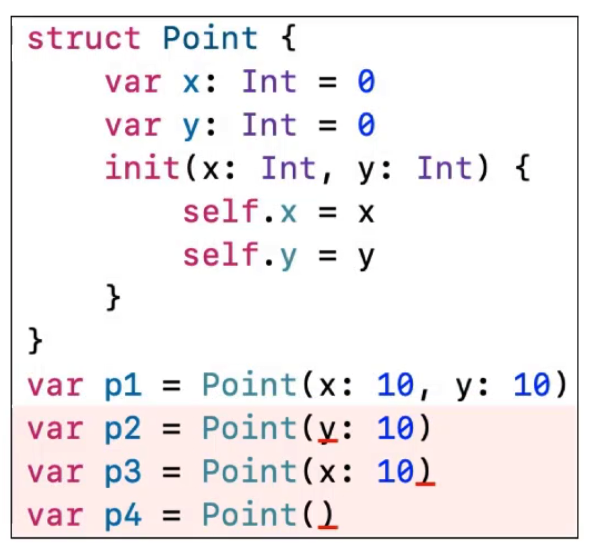 struct Point {
    var x: Int = 0
    var y: Int = 0
    init(x: Int, y: Int) {
        self.x = x
        self.y = y
    }
}
var p1 = Point(x: 10, y: 10)
var p2 = Point(y: 10)
var p3 = Point(x: 10)
var p4 = Point()